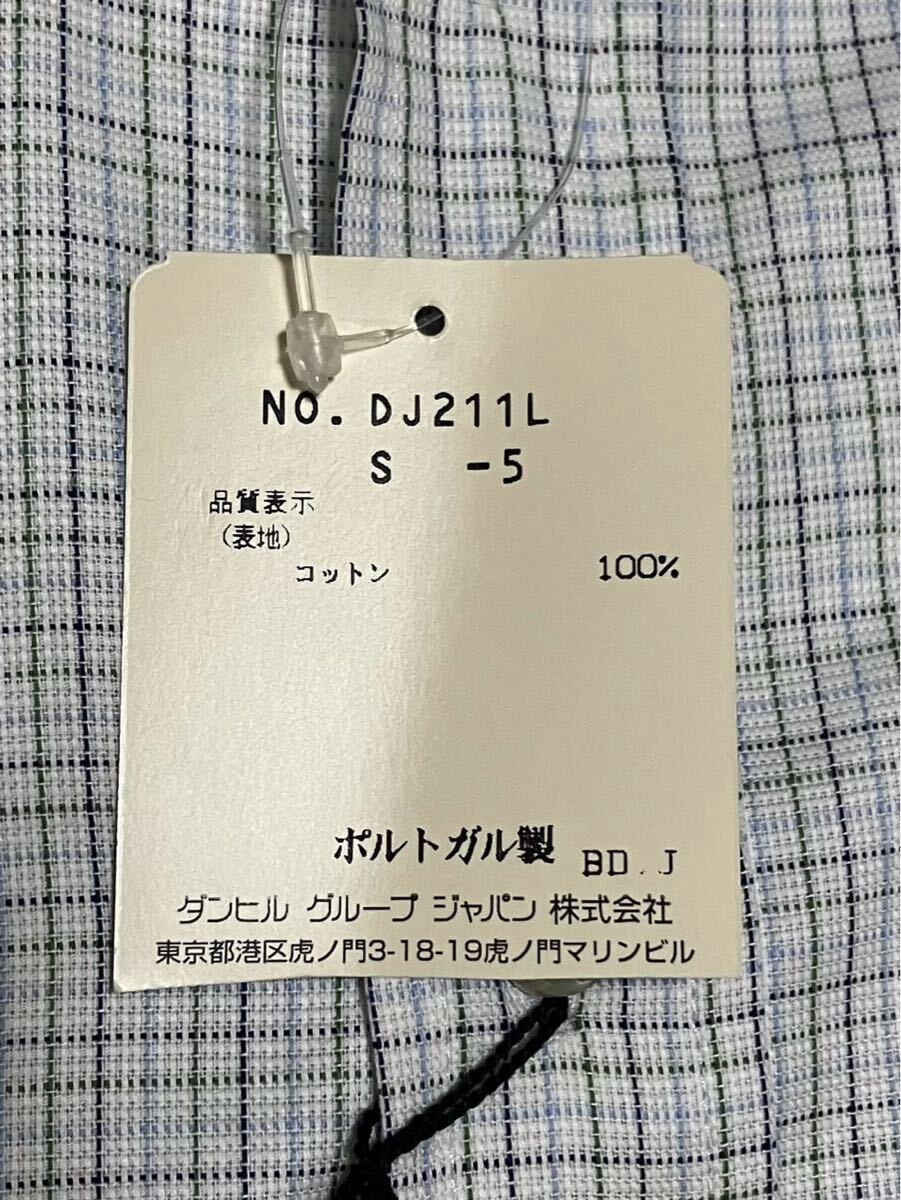 NO. DJ211L
S -5
品質表示
(表地)
コットン 100%
ポルトガル製 BD.J
ダンヒル グループ ジャパン 株式会社
東京都港区虎ノ門3-18-19虎ノ門マリンビル